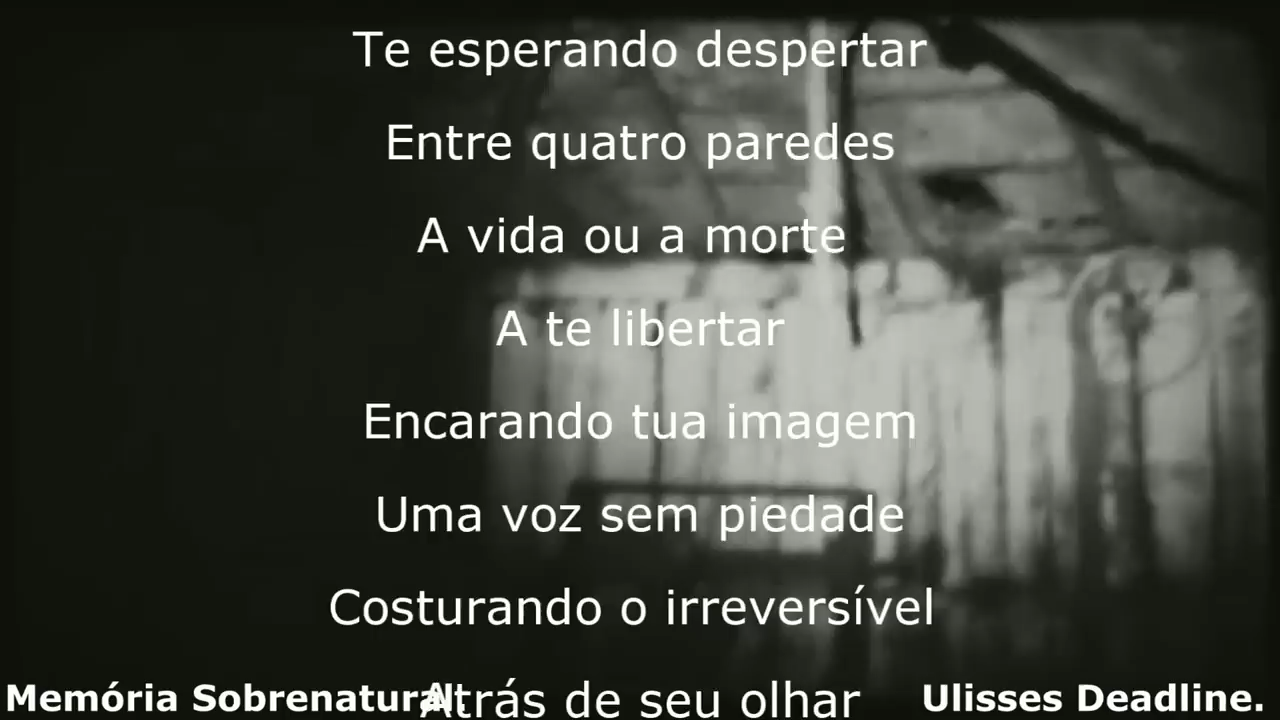 Te esperando despertar
Entre quatro paredes
A vida ou a morte
A te libertar
Encarando tua imagem
Uma voz sem piedade
Costurando o irreversível
Atrás de seu olhar
Memória Sobrenatural.
Ulisses Deadline.